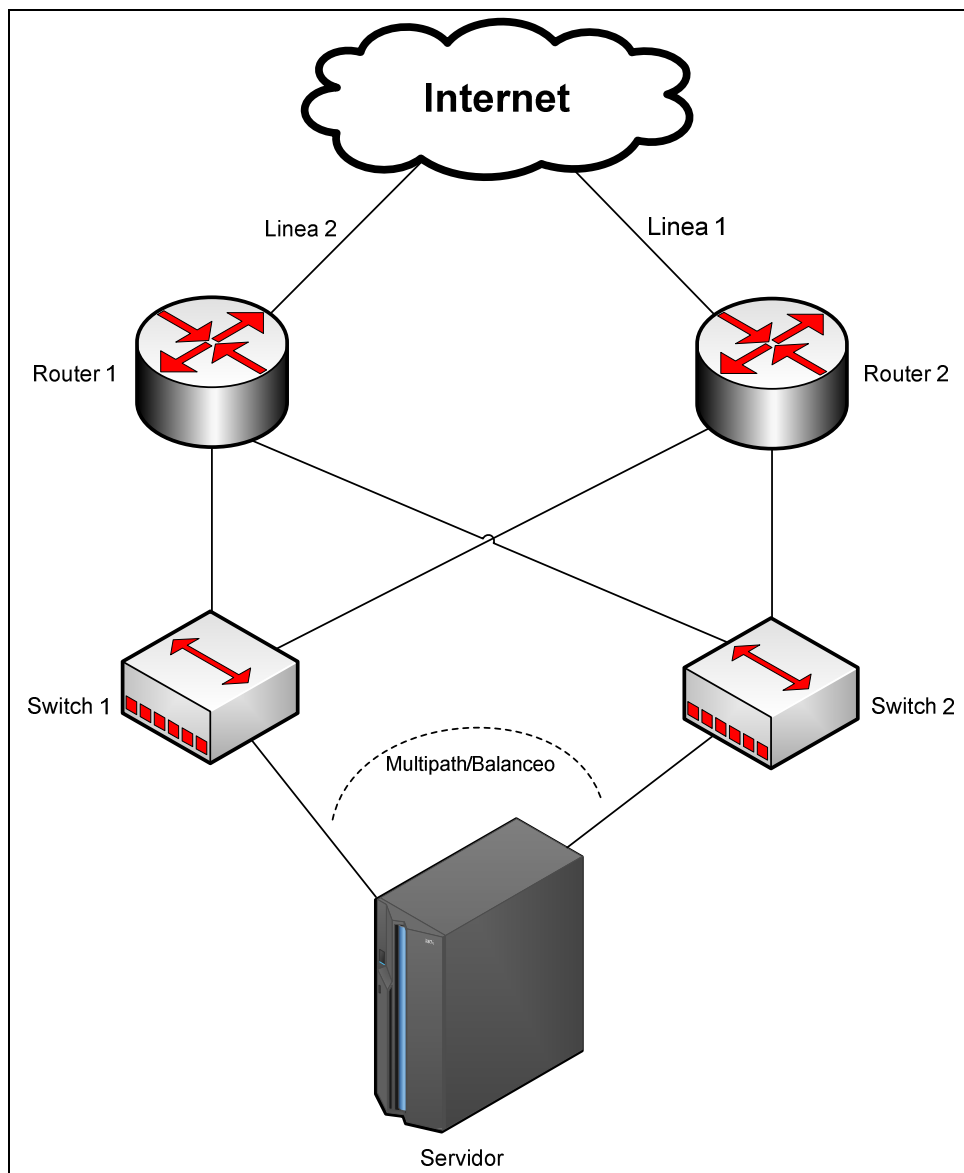 Internet
Linea 2
Linea 1
Router 1
Router 2
Switch 1
Switch 2
Multipath/Balanceo
Servidor